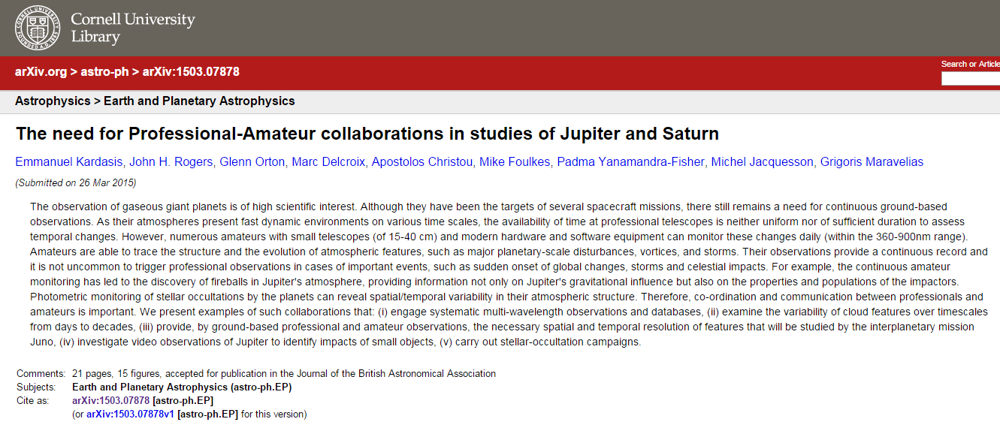 Cornell University
Library
CORNELL UNIVERSITY
FOUNDED A.D. 1865
arXiv.org > astro-ph > arXiv:1503.07878
Search or Article
Astrophysics > Earth and Planetary Astrophysics
The need for Professional-Amateur collaborations in studies of Jupiter and Saturn
Emmanuel Kardasis, John H. Rogers, Glenn Orton, Marc Delcroix, Apostolos Christou, Mike Foulkes, Padma Yanamandra-Fisher, Michel Jacquesson, Grigoris Maravelias
(Submitted on 26 Mar 2015)
The observation of gaseous giant planets is of high scientific interest. Although they have been the targets of several spacecraft missions, there still remains a need for continuous ground-based
observations. As their atmospheres present fast dynamic environments on various time scales, the availability of time at professional telescopes is neither uniform nor of sufficient duration to assess
temporal changes. However, numerous amateurs with small telescopes (of 15-40 cm) and modern hardware and software equipment can monitor these changes daily (within the 360-900nm range).
Amateurs are able to trace the structure and the evolution of atmospheric features, such as major planetary-scale disturbances, vortices, and storms. Their observations provide a continuous record and
it is not uncommon to trigger professional observations in cases of important events, such as sudden onset of global changes, storms and celestial impacts. For example, the continuous amateur
monitoring has led to the discovery of fireballs in Jupiter's atmosphere, providing information not only on Jupiter's gravitational influence but also on the properties and populations of the impactors.
Photometric monitoring of stellar occultations by the planets can reveal spatial/temporal variability in their atmospheric structure. Therefore, co-ordination and communication between professionals and
amateurs is important. We present examples of such collaborations that: (i) engage systematic multi-wavelength observations and databases, (ii) examine the variability of cloud features over timescales
from days to decades, (iii) provide, by ground-based professional and amateur observations, the necessary spatial and temporal resolution of features that will be studied by the interplanetary mission
Juno, (iv) investigate video observations of Jupiter to identify impacts of small objects, (v) carry out stellar-occultation campaigns.
Comments: 21 pages, 15 figures, accepted for publication in the Journal of the British Astronomical Association
Subjects: Earth and Planetary Astrophysics (astro-ph.EP)
Cite as: arXiv:1503.07878 [astro-ph.EP]
(or arXiv:1503.07878v1 [astro-ph.EP] for this version)